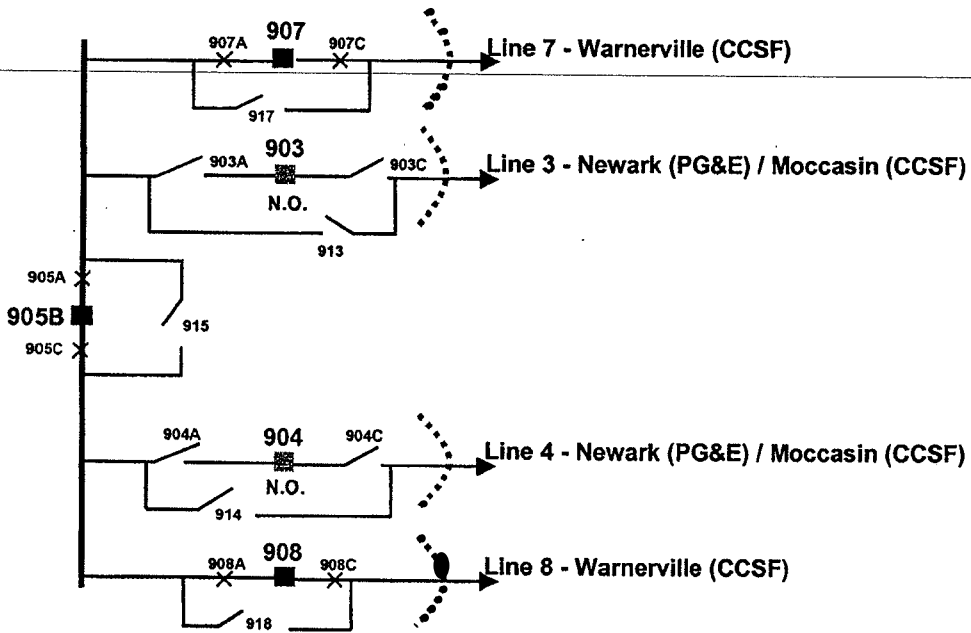 907
907A
907C
Line 7 - Warnerville (CCSF)
917
903
903A
903C
Line 3 - Newark (PG&E) / Moccasin (CCSF)
N.O.
913
905A
905B
915
905C
904
904A
904C
Line 4 - Newark (PG&E) / Moccasin (CCSF)
N.O.
914
908
908A
908C
Line 8 - Warnerville (CCSF)
918